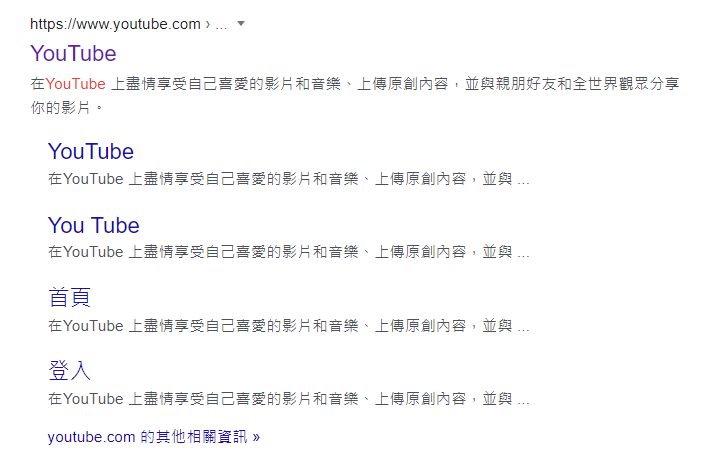 https://www.youtube.com › ...
YouTube
在YouTube 上盡情享受自己喜愛的影片和音樂、上傳原創內容，並與親朋好友和全世界觀眾分享
你的影片。
YouTube
在YouTube 上盡情享受自己喜愛的影片和音樂、上傳原創內容，並與 ...
You Tube
在YouTube 上盡情享受自己喜愛的影片和音樂、上傳原創內容，並與 ...
首頁
在YouTube 上盡情享受自己喜愛的影片和音樂、上傳原創內容，並與 ...
登入
在YouTube 上盡情享受自己喜愛的影片和音樂、上傳原創內容，並與 ...
youtube.com 的其他相關資訊 »